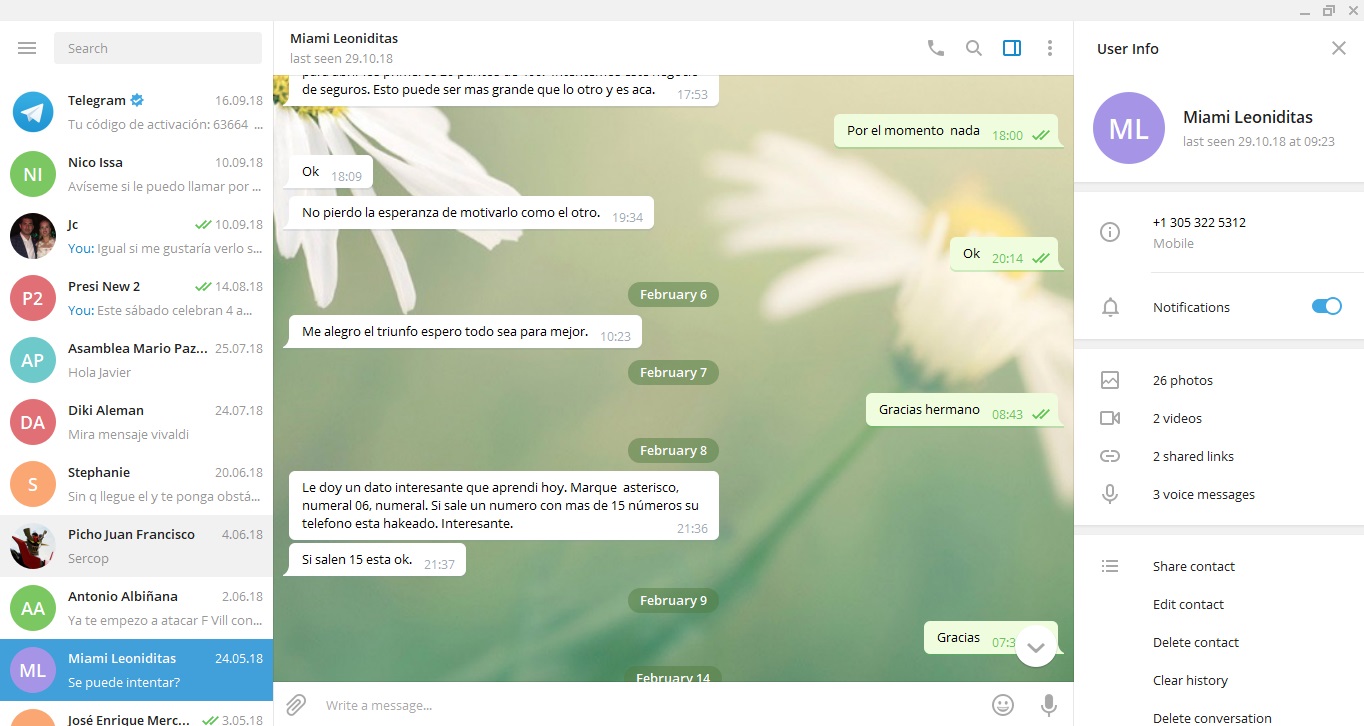 Search
Telegram 16.09.18
Tu código de activación: 63664 ...
Nico Issa 10.09.18
Avíseme si le puedo llamar por ...
Jc 10.09.18
You: Igual si me gustaría verlo s...
Presi New 2 14.08.18
You: Este sábado celebran 4 a...
Asamblea Mario Paz... 25.07.18
Hola Javier
Diki Aleman 24.07.18
Mira mensaje vivaldi
Stephanie 20.06.18
Sin q llegue el y te ponga obstá...
Picho Juan Francisco 4.06.18
Sercop
Antonio Albiñana 2.06.18
Ya te empezo a atacar F Vill con...
Miami Leoniditas 24.05.18
Se puede intentar?
José Enrique Merc... 3.05.18
NI
P2
AP
DA
S
AA
ML
Miami Leoniditas
last seen 29.10.18
de seguros. Esto puede ser mas grande que lo otro y es aca. 17:53
Por el momento nada 18:00
Ok 18:09
No pierdo la esperanza de motivarlo como el otro. 19:34
Ok 20:14
February 6
Me alegro el triunfo espero todo sea para mejor. 10:23
February 7
Gracias hermano 08:43
February 8
Le doy un dato interesante que aprendi hoy. Marque asterisco,
numeral 06, numeral. Si sale un numero con mas de 15 números su
telefono esta hakeado. Interesante. 21:36
Si salen 15 esta ok. 21:37
February 9
Gracias 07:3
February 14
Write a message...
User Info
ML
Miami Leoniditas
last seen 29.10.18 at 09:23
+1 305 322 5312
Mobile
Notifications
26 photos
2 videos
2 shared links
3 voice messages
Share contact
Edit contact
Delete contact
Clear history
Delete conversation